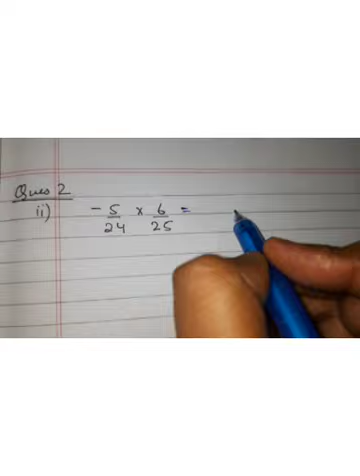 Ques 2
ii) -5/24 × 6/25 =